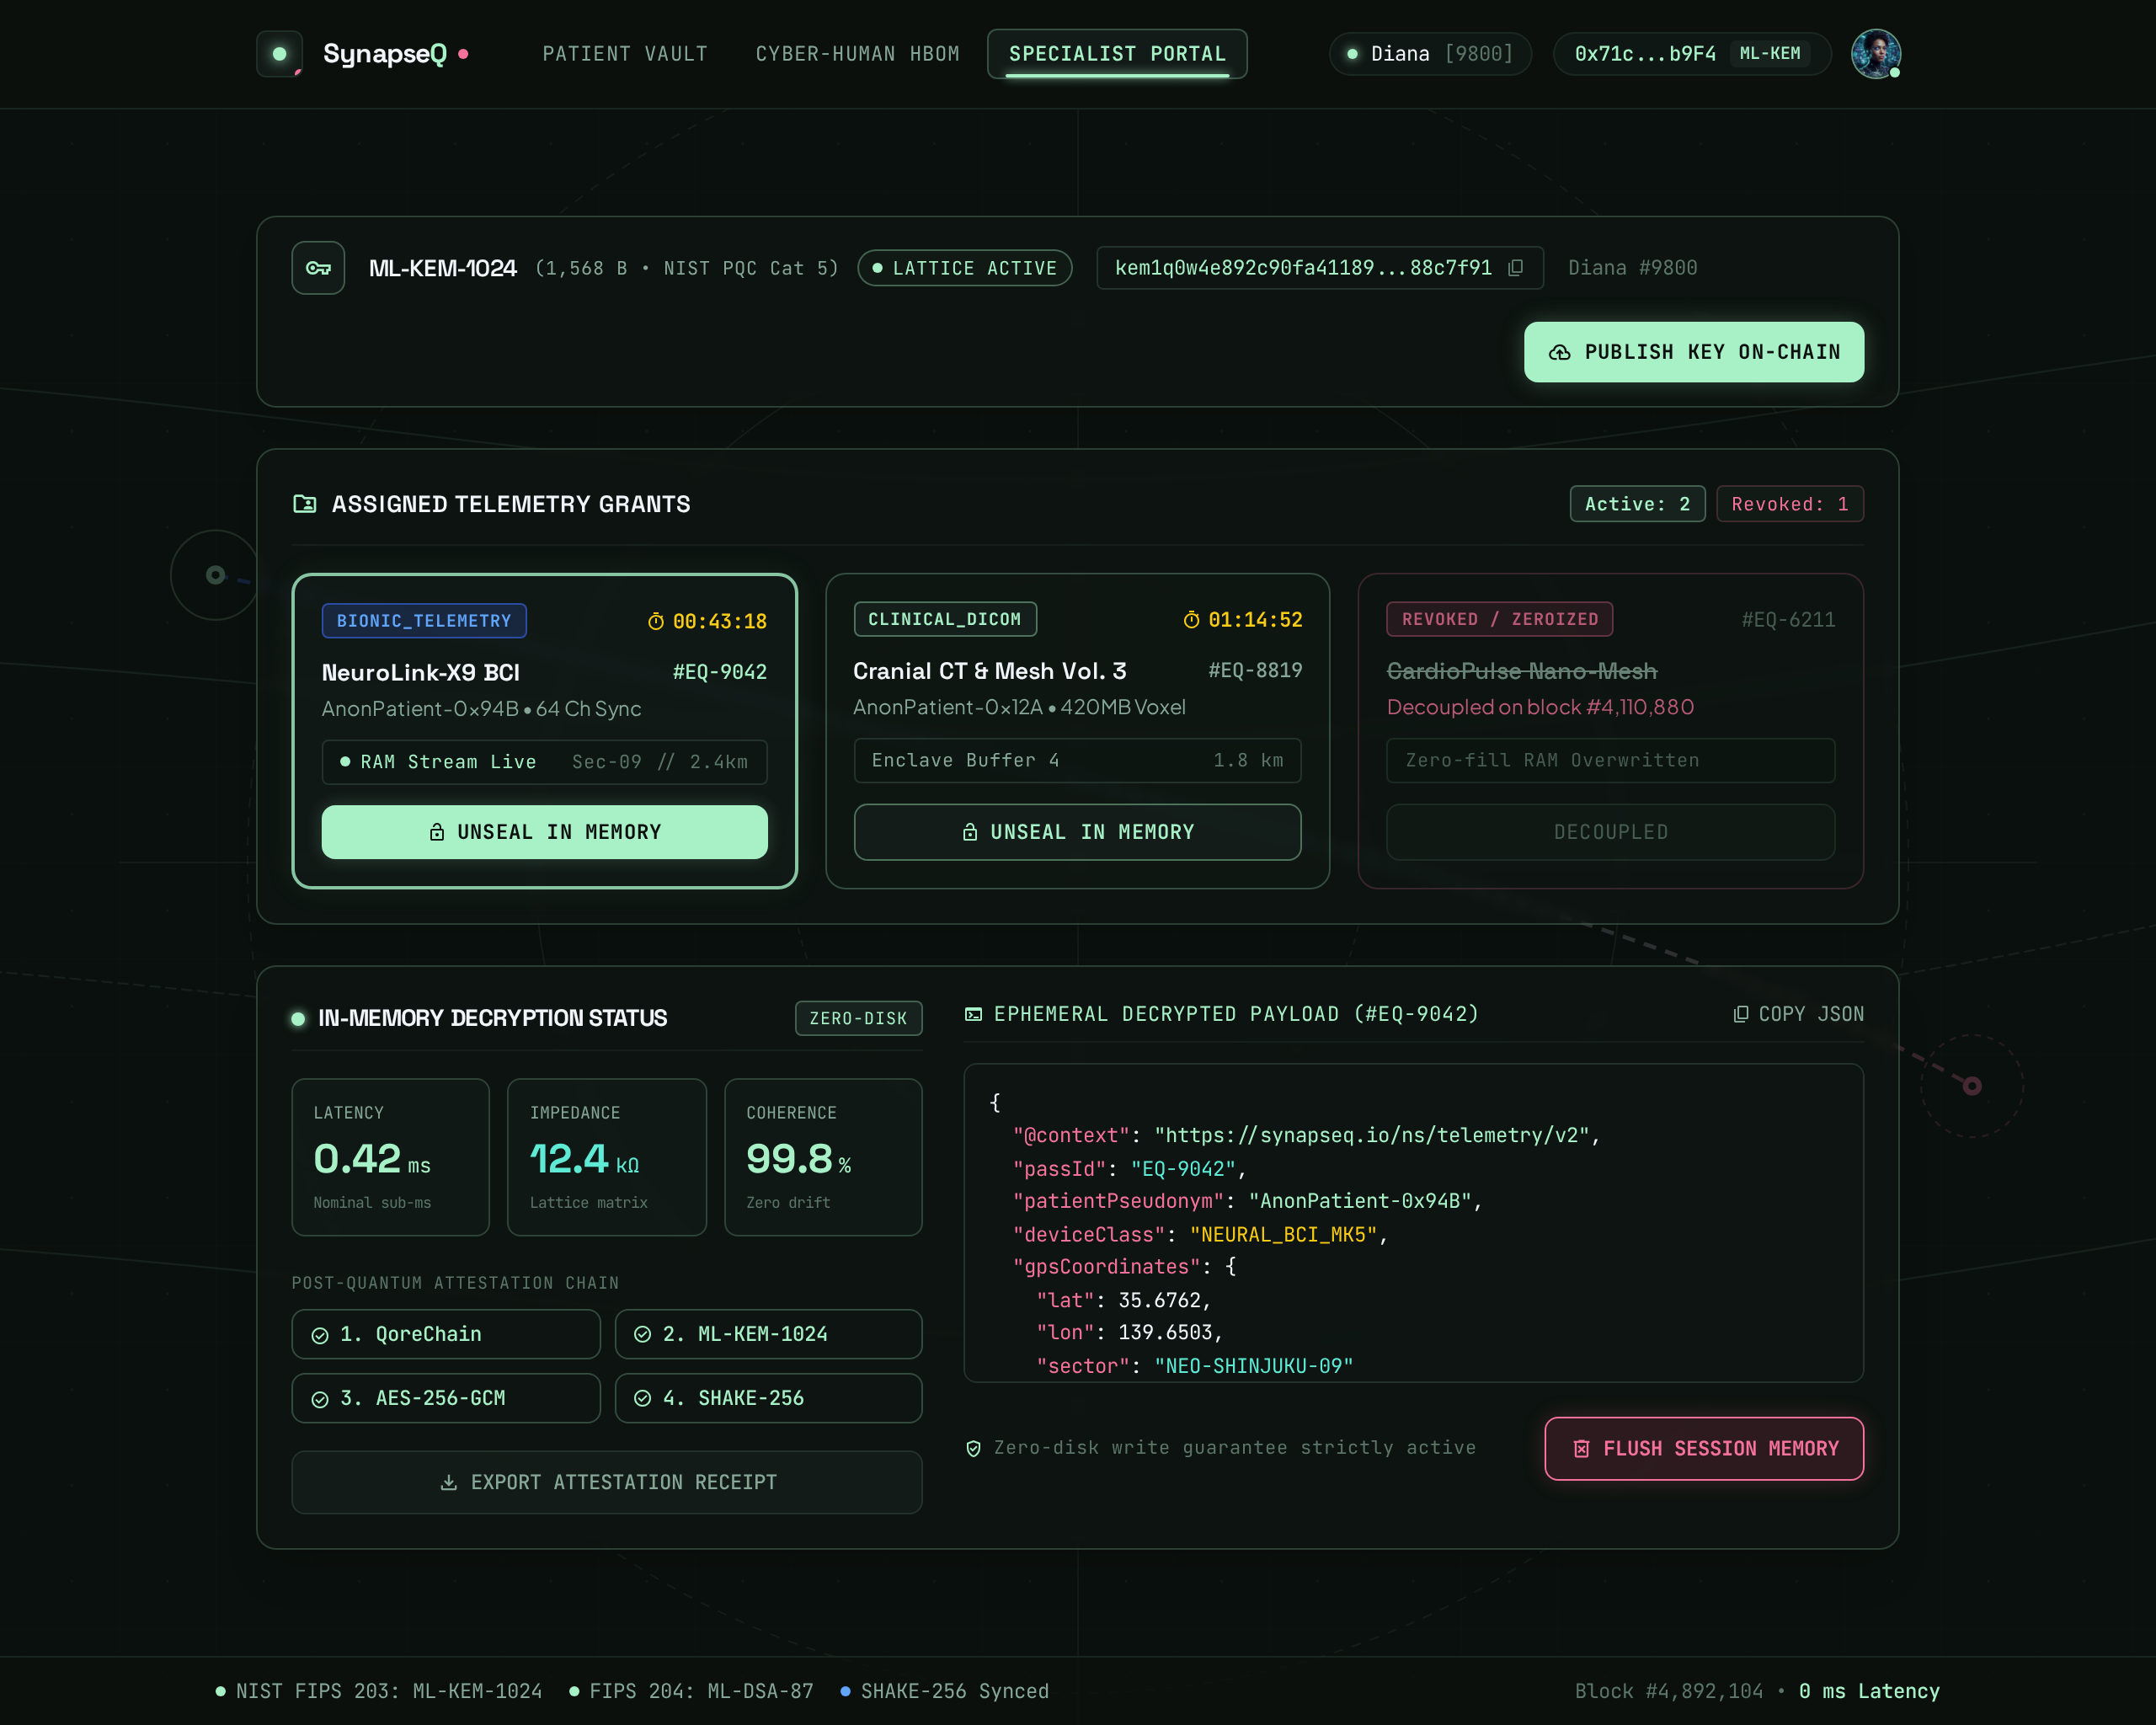 SynapseQ
PATIENT VAULT
CYBER-HUMAN HBOM
SPECIALIST PORTAL
Diana [9800]
0x71c...b9F4 ML-KEM
ML-KEM-1024 (1,568 B • NIST PQC Cat 5)
LATTICE ACTIVE
kem1q0w4e892c90fa41189...88c7f91
Diana #9800
PUBLISH KEY ON-CHAIN
ASSIGNED TELEMETRY GRANTS
Active: 2
Revoked: 1
BIONIC_TELEMETRY
00:43:18
NeuroLink-X9 BCI
#EQ-9042
AnonPatient-0x94B • 64 Ch Sync
RAM Stream Live
Sec-09 // 2.4km
UNSEAL IN MEMORY
CLINICAL_DICOM
01:14:52
Cranial CT & Mesh Vol. 3
#EQ-8819
AnonPatient-0x12A • 420MB Voxel
Enclave Buffer 4
1.8 km
UNSEAL IN MEMORY
REVOKED / ZEROIZED
#EQ-6211
CardioPulse Nano-Mesh
Decoupled on block #4,110,880
Zero-fill RAM Overwritten
DECOUPLED
IN-MEMORY DECRYPTION STATUS
ZERO-DISK
LATENCY
0.42 ms
Nominal sub-ms
IMPEDANCE
12.4 kΩ
Lattice matrix
COHERENCE
99.8 %
Zero drift
POST-QUANTUM ATTESTATION CHAIN
1. QoreChain
2. ML-KEM-1024
3. AES-256-GCM
4. SHAKE-256
EXPORT ATTESTATION RECEIPT
EPHEMERAL DECRYPTED PAYLOAD (#EQ-9042)
COPY JSON
{
"@context": "https://synapseq.io/ns/telemetry/v2",
"passId": "EQ-9042",
"patientPseudonym": "AnonPatient-0x94B",
"deviceClass": "NEURAL_BCI_MK5",
"gpsCoordinates": {
"lat": 35.6762,
"lon": 139.6503,
"sector": "NEO-SHINJUKU-09"
Zero-disk write guarantee strictly active
FLUSH SESSION MEMORY
NIST FIPS 203: ML-KEM-1024
FIPS 204: ML-DSA-87
SHAKE-256 Synced
Block #4,892,104 • 0 ms Latency